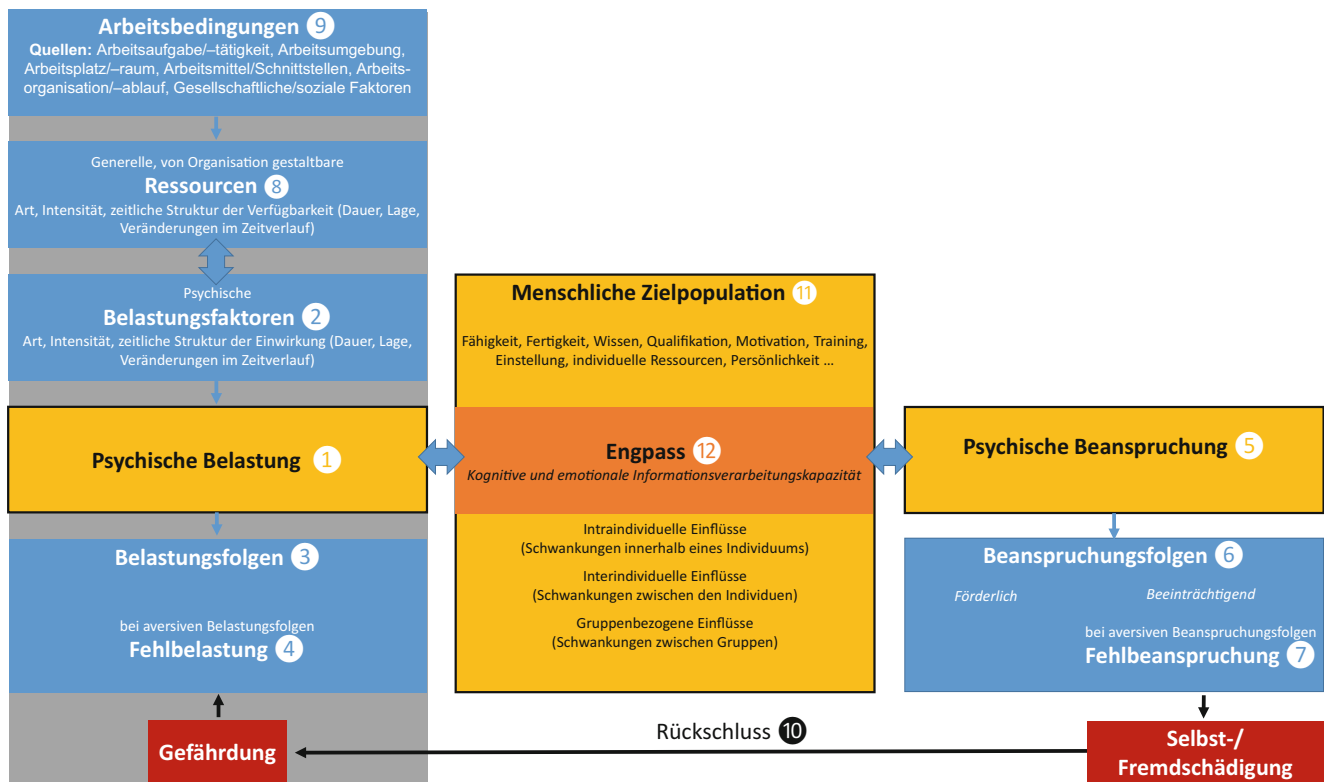 Arbeitsbedingungen 9
Quellen: Arbeitsaufgabe/–tätigkeit, Arbeitsumgebung,
Arbeitsplatz/–raum, Arbeitsmittel/Schnittstellen, Arbeits-
organisation/–ablauf, Gesellschaftliche/soziale Faktoren
Generelle, von Organisation gestaltbare
Ressourcen 8
Art, Intensität, zeitliche Struktur der Verfügbarkeit (Dauer, Lage,
Veränderungen im Zeitverlauf)
Psychische
Belastungsfaktoren 2
Art, Intensität, zeitliche Struktur der Einwirkung (Dauer, Lage,
Veränderungen im Zeitverlauf)
Psychische Belastung 1
Belastungsfolgen 3
bei aversiven Belastungsfolgen
Fehlbelastung 4
Gefährdung
Menschliche Zielpopulation 11
Fähigkeit, Fertigkeit, Wissen, Qualifikation, Motivation, Training,
Einstellung, individuelle Ressourcen, Persönlichkeit ...
Engpass 12
Kognitive und emotionale Informationsverarbeitungskapazität
Intraindividuelle Einflüsse
(Schwankungen innerhalb eines Individuums)
Interindividuelle Einflüsse
(Schwankungen zwischen den Individuen)
Gruppenbezogene Einflüsse
(Schwankungen zwischen Gruppen)
Rückschluss 10
Psychische Beanspruchung 5
Beanspruchungsfolgen 6
Förderlich Beeinträchtigend
bei aversiven Beanspruchungsfolgen
Fehlbeanspruchung 7
Selbst-/
Fremdschädigung